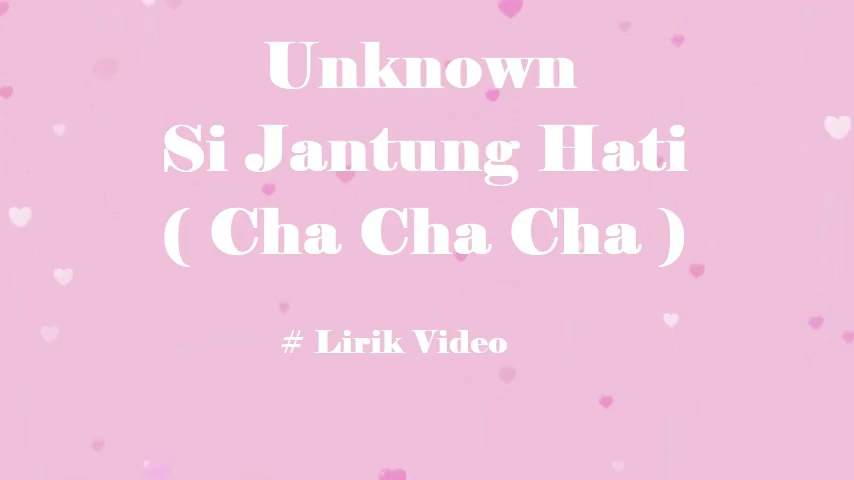 Unknown
Si Jantung Hati
( Cha Cha Cha )
# Lirik Video